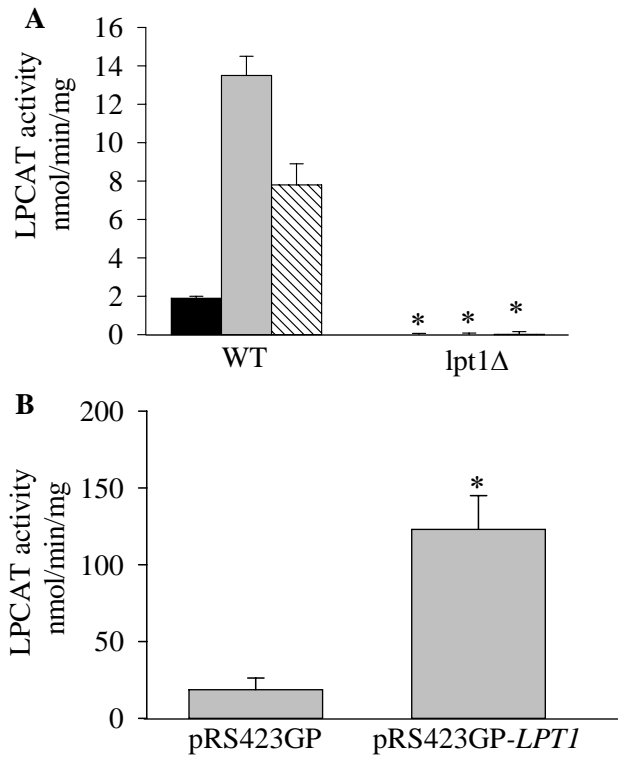 A
LPCAT activity
nmol/min/mg
16
14
12
10
8
6
4
2
0
* * *
WT lpt1Δ
B
LPCAT activity
nmol/min/mg
200
150
100
50
0
*
pRS423GP pRS423GP-LPT1